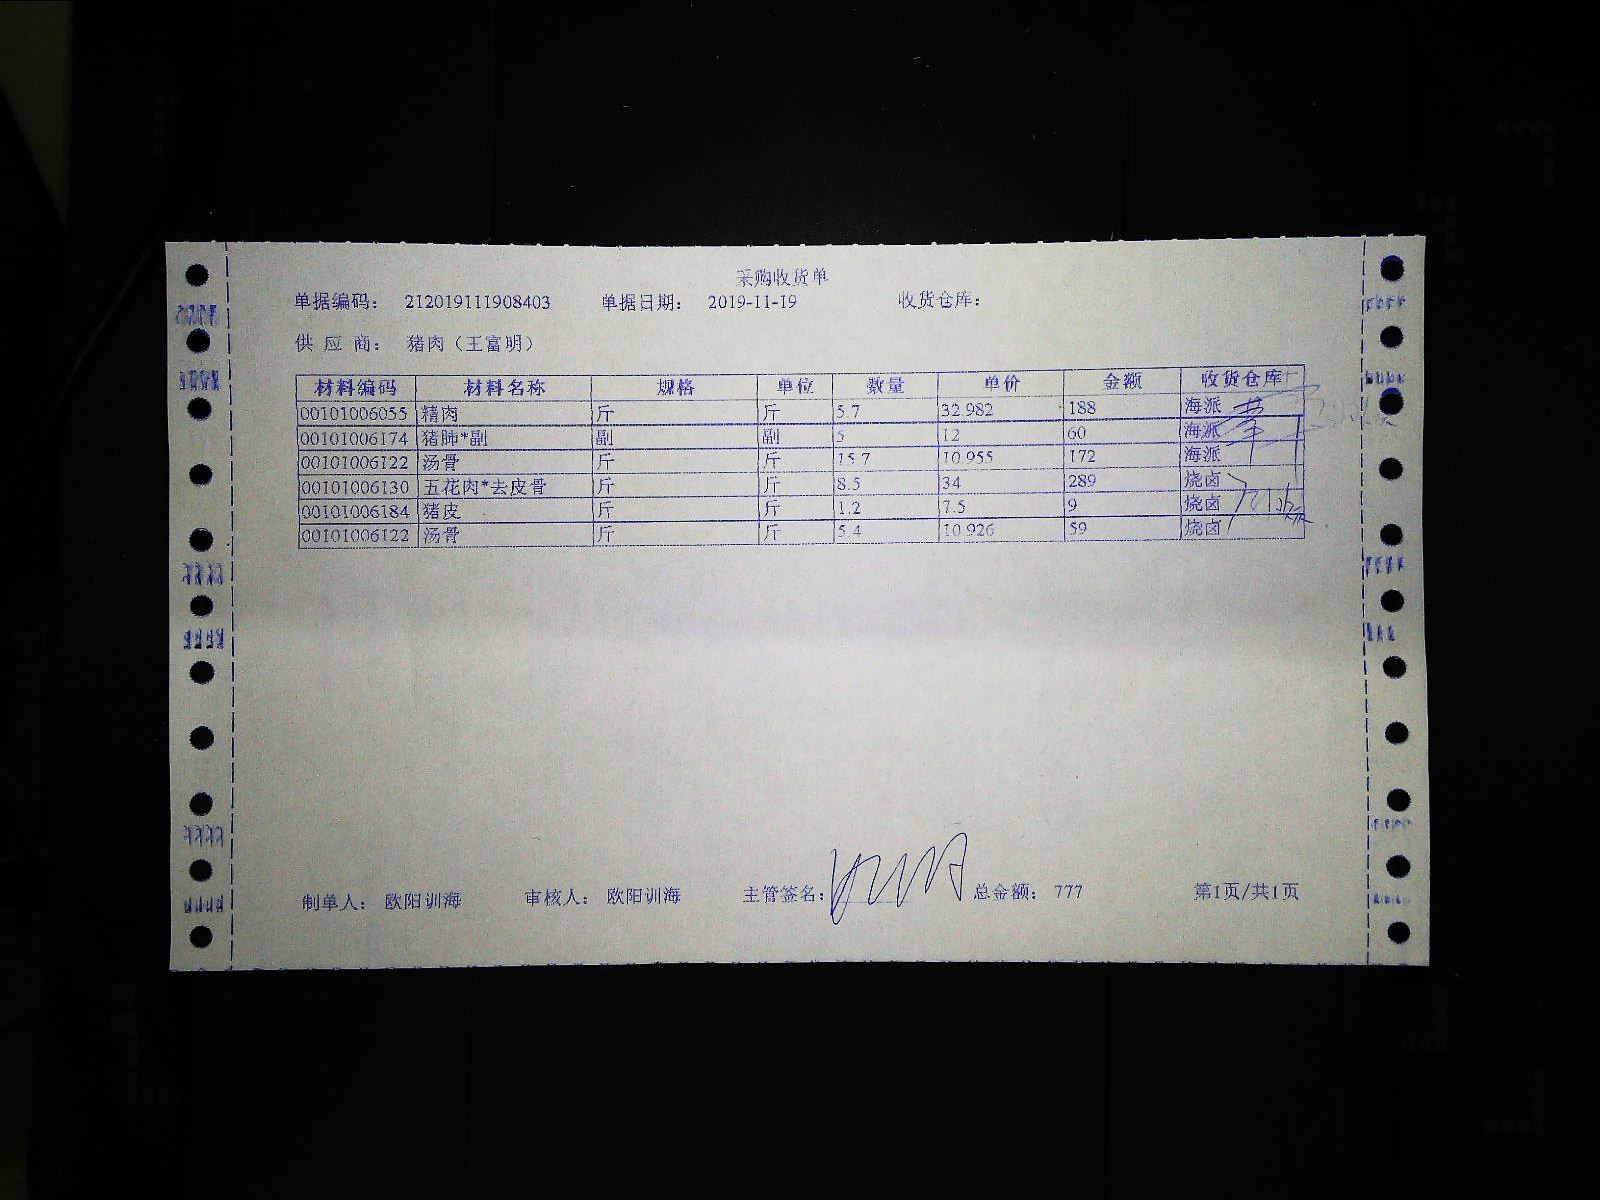 采购收货单
单据编码： 212019111908403 单据日期： 2019-11-19 收货仓库：
供应商： 猪肉（王富明）
材料编码 材料名称 规格 单位 数量 单价 金额 收货仓库
00101006055 精肉 斤 斤 5.7 32.982 188 海派
00101006174 猪肺*副 副 副 5 12 60 海派
00101006122 汤骨 斤 斤 15.7 10.955 172 海派
00101006130 五花肉*去皮骨 斤 斤 8.5 34 289 烧卤
00101006184 猪皮 斤 斤 1.2 7.5 9 烧卤
00101006122 汤骨 斤 斤 5.4 10.926 59 烧卤
制单人： 欧阳训海 审核人： 欧阳训海 主管签名： 总金额： 777 第1页/共1页